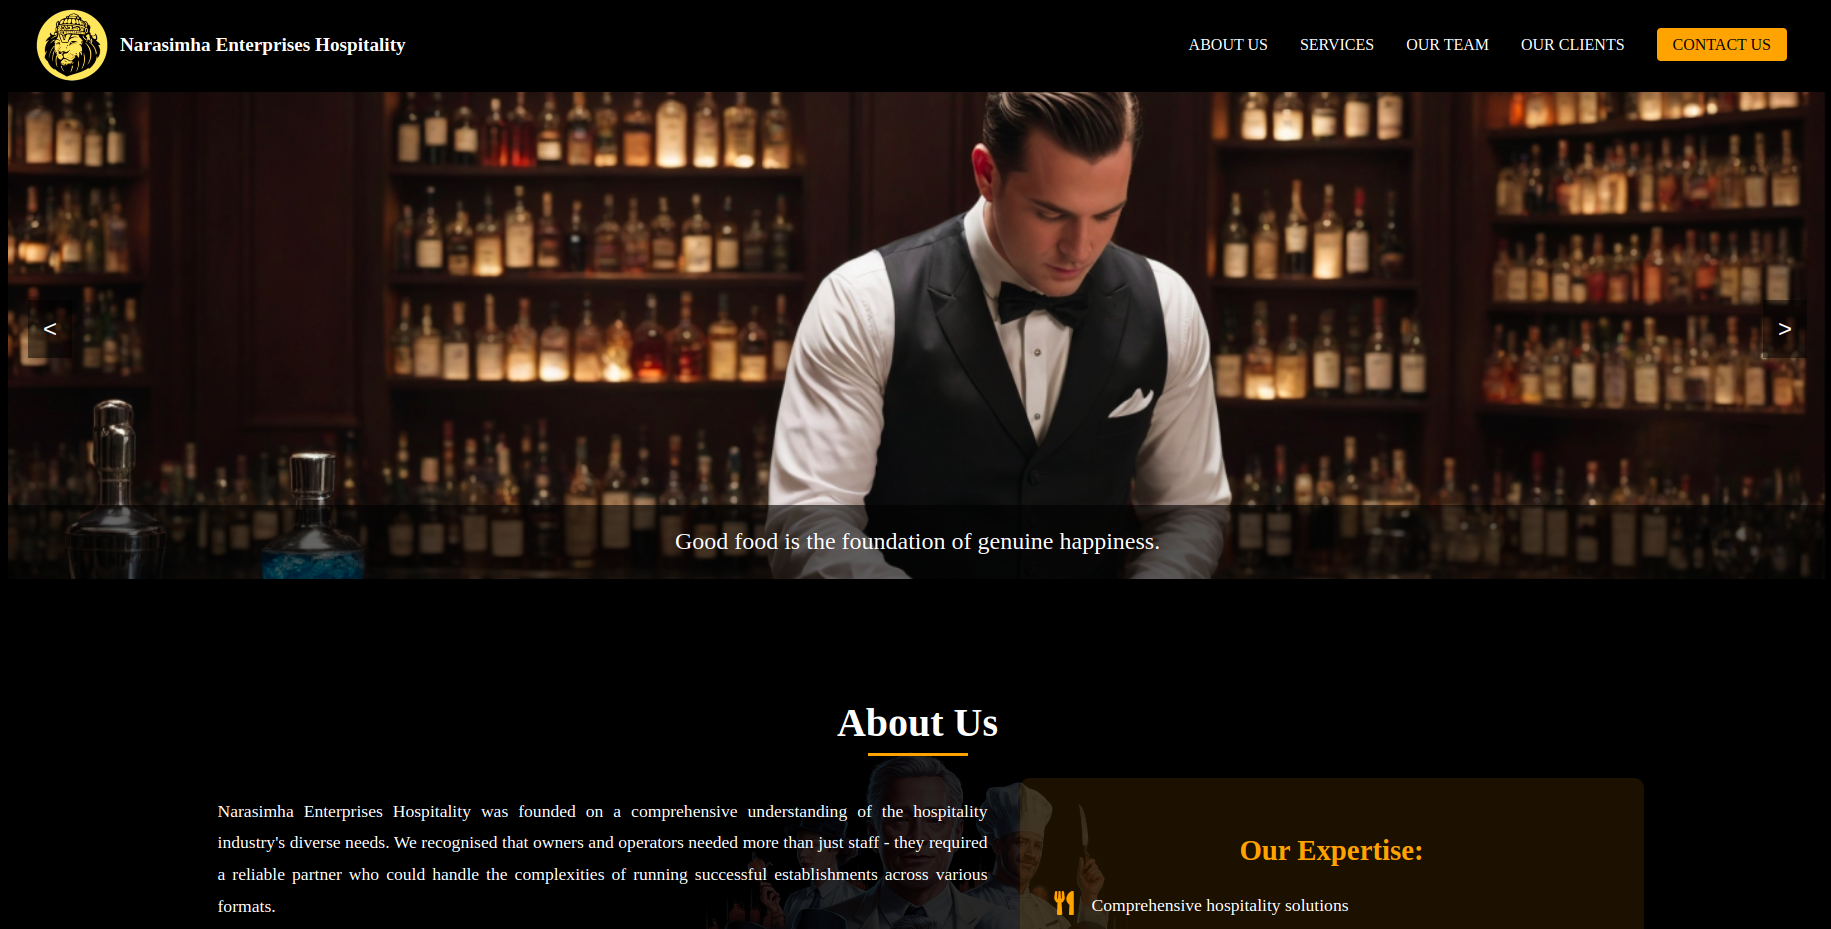 Narasimha Enterprises Hospitality
ABOUT US
SERVICES
OUR TEAM
OUR CLIENTS
CONTACT US
<
>
Good food is the foundation of genuine happiness.
About Us
Narasimha Enterprises Hospitality was founded on a comprehensive understanding of the hospitality
industry's diverse needs. We recognised that owners and operators needed more than just staff - they required
a reliable partner who could handle the complexities of running successful establishments across various
formats.
Our Expertise:
Comprehensive hospitality solutions